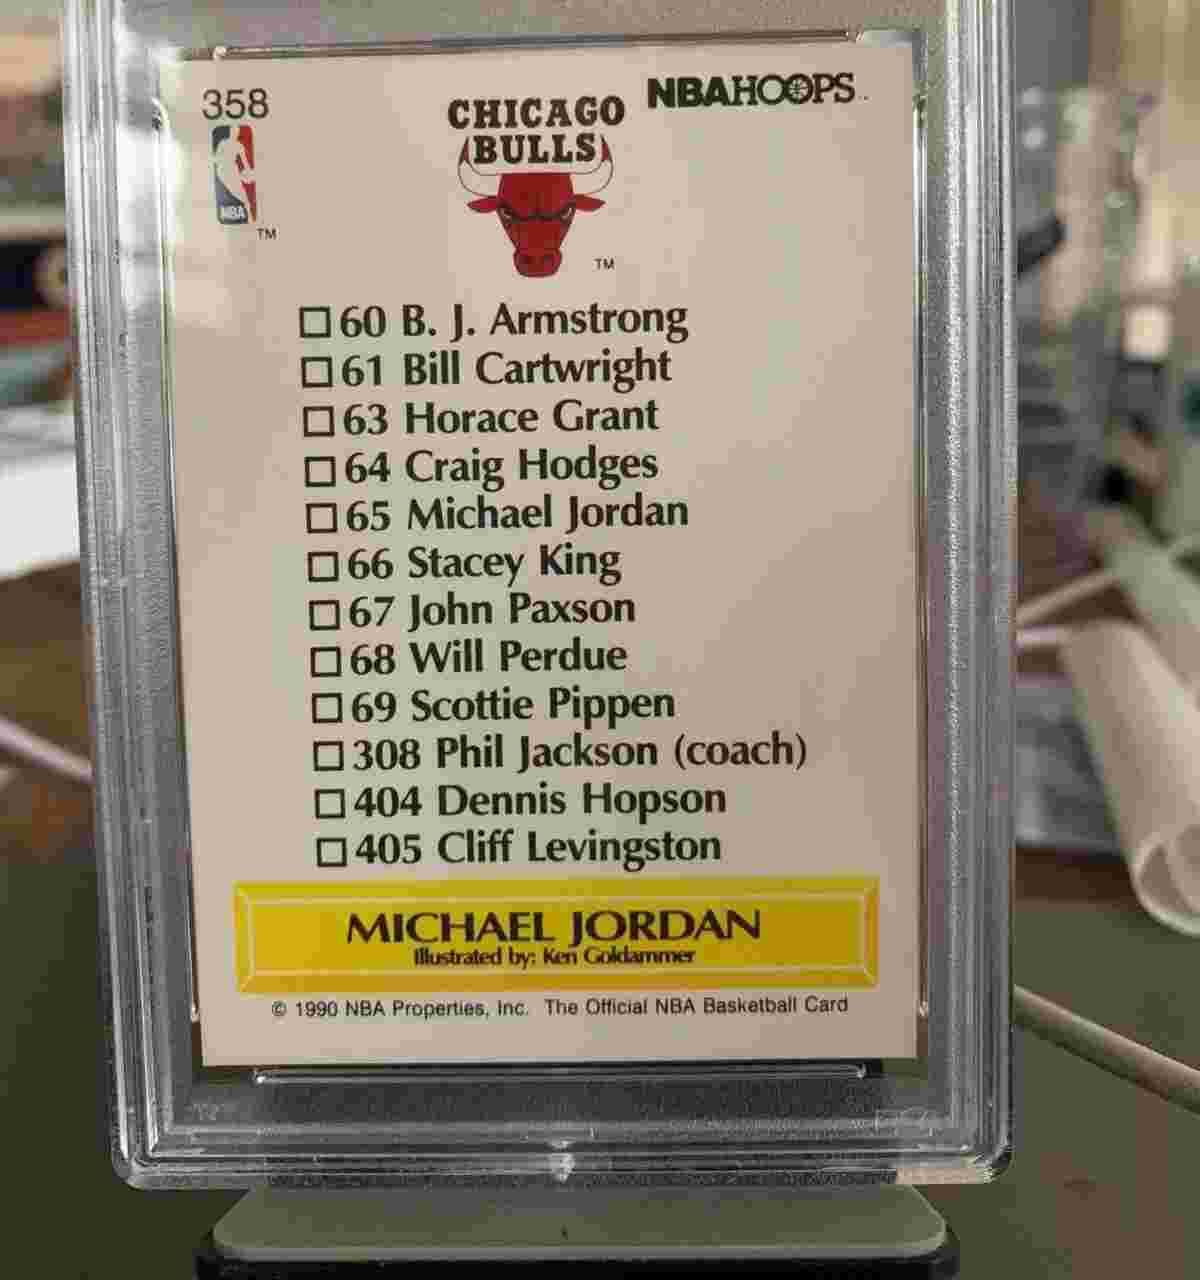 358
NBA
TM
CHICAGO
BULLS
TM
NBAHOOPS
60 B. J. Armstrong
61 Bill Cartwright
63 Horace Grant
64 Craig Hodges
65 Michael Jordan
66 Stacey King
67 John Paxson
68 Will Perdue
69 Scottie Pippen
308 Phil Jackson (coach)
404 Dennis Hopson
405 Cliff Levingston
MICHAEL JORDAN
Illustrated by: Ken Goldammer
© 1990 NBA Properties, Inc. The Official NBA Basketball Card